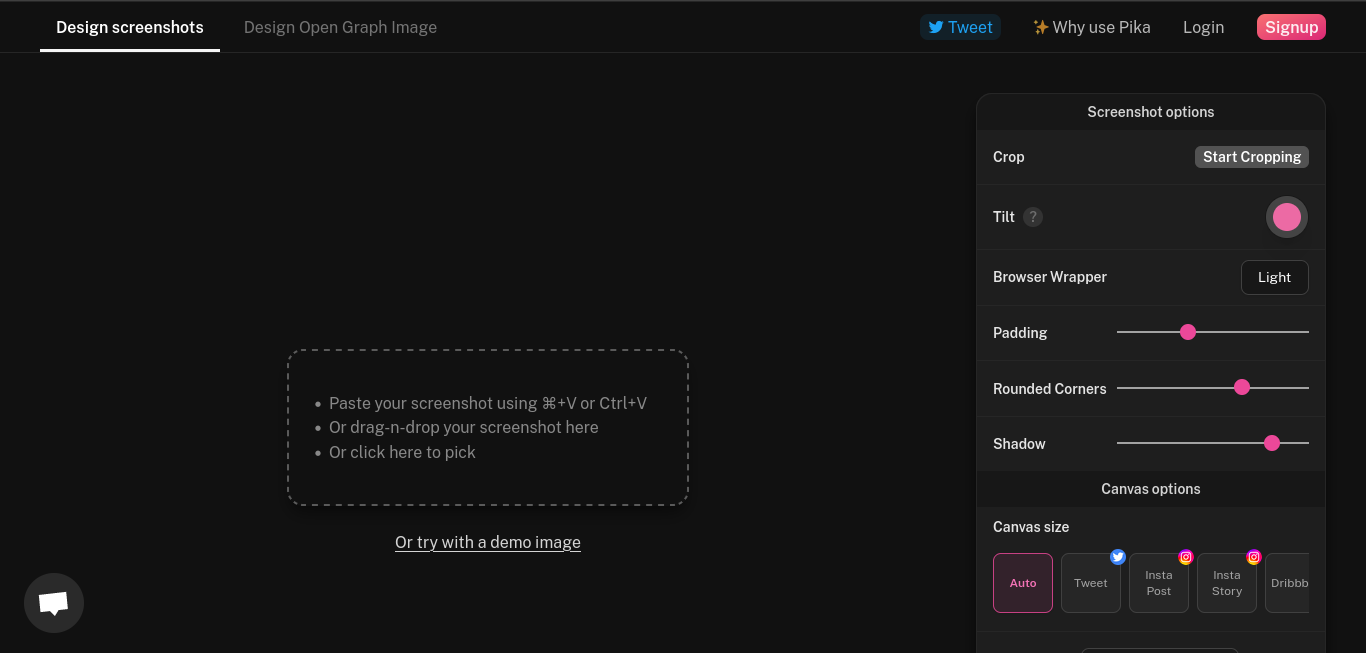 Design screenshots
Design Open Graph Image
Tweet
✨ Why use Pika
Login
Signup
Screenshot options
Crop
Start Cropping
Tilt ?
Browser Wrapper
Light
Padding
Rounded Corners
Shadow
Canvas options
Canvas size
Auto
Tweet
Insta
Post
Insta
Story
Dribbb
• Paste your screenshot using ⌘+V or Ctrl+V
• Or drag-n-drop your screenshot here
• Or click here to pick
Or try with a demo image